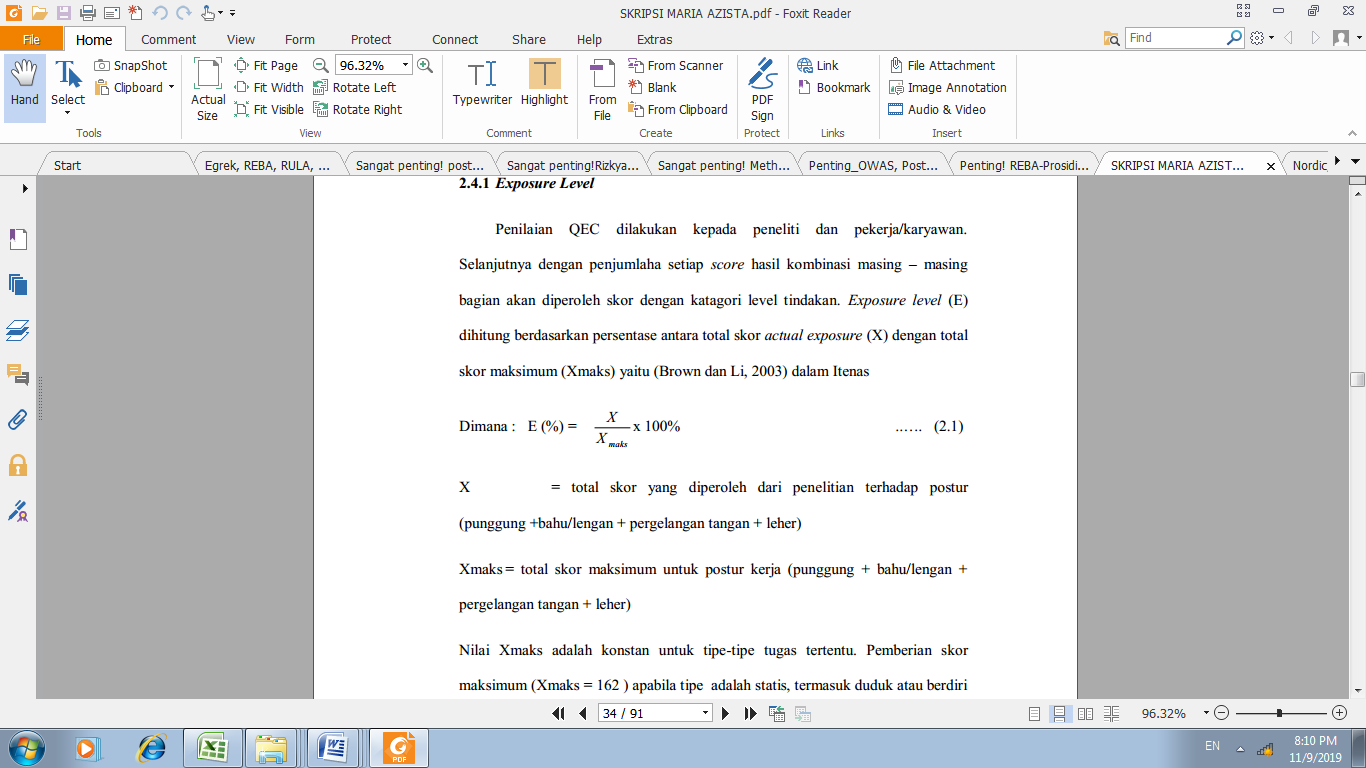 SKRIPSI MARIA AZISTA.pdf - Foxit Reader
File Home Comment View Form Protect Connect Share Help Extras Find
Hand
Select
SnapShot
Clipboard
Tools
Actual Size
Fit Page
Fit Width
Fit Visible
96.32%
Rotate Left
Rotate Right
View
Typewriter
Highlight
Comment
From File
From Scanner
Blank
From Clipboard
Create
PDF Sign
Protect
Link
Bookmark
Links
File Attachment
Image Annotation
Audio & Video
Insert
Start Egrek, REBA, RULA, ... Sangat penting! post... Sangat penting!Rizkya... Sangat penting! Meth... Penting_OWAS, Post... Penting! REBA-Prosidi... SKRIPSI MARIA AZIST... Nordic
2.4.1 Exposure Level
Penilaian QEC dilakukan kepada peneliti dan pekerja/karyawan.
Selanjutnya dengan penjumlaha setiap score hasil kombinasi masing – masing
bagian akan diperoleh skor dengan katagori level tindakan. Exposure level (E)
dihitung berdasarkan persentase antara total skor actual exposure (X) dengan total
skor maksimum (Xmaks) yaitu (Brown dan Li, 2003) dalam Itenas
Dimana : E (%) = X / X maks x 100% …... (2.1)
X = total skor yang diperoleh dari penelitian terhadap postur
(punggung +bahu/lengan + pergelangan tangan + leher)
Xmaks = total skor maksimum untuk postur kerja (punggung + bahu/lengan +
pergelangan tangan + leher)
Nilai Xmaks adalah konstan untuk tipe-tipe tugas tertentu. Pemberian skor
maksimum (Xmaks = 162 ) apabila tipe adalah statis, termasuk duduk atau berdiri
34 / 91
96.32%
PDF
EN
8:10 PM
11/9/2019